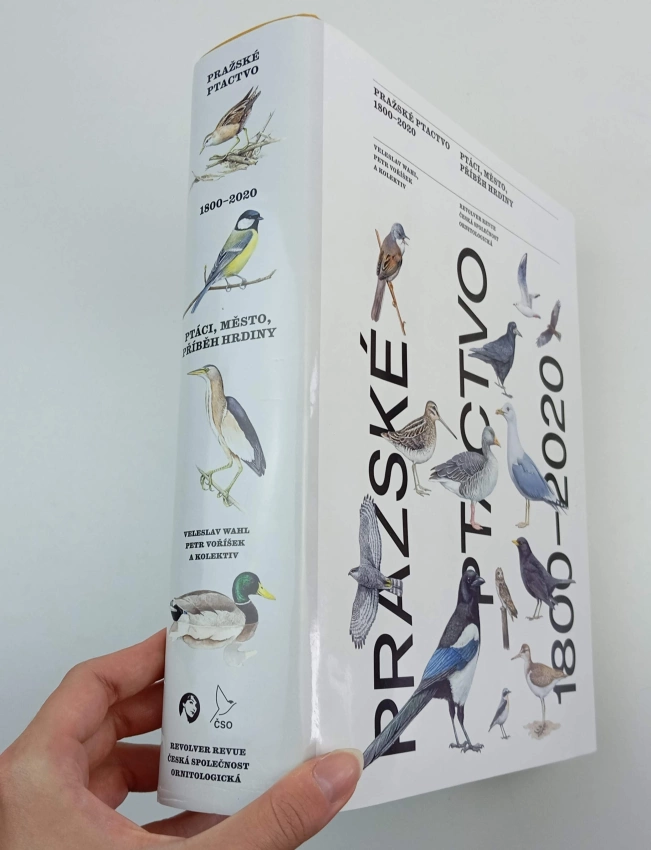 PRAŽSKÉ
PTACTVO
1800–2020
PTÁCI, MĚSTO,
PŘÍBĚH HRDINY
VELESLAV WAHL
PETR VOŘÍŠEK
A KOLEKTIV
ČSO
REVOLVER REVUE
ČESKÁ SPOLEČNOST
ORNITOLOGICKÁ
PRAŽSKÉ PTACTVO
1800–2020
PTÁCI, MĚSTO,
PŘÍBĚH HRDINY
VELESLAV WAHL
PETR VOŘÍŠEK
A KOLEKTIV
REVOLVER REVUE
ČESKÁ SPOLEČNOST
ORNITOLOGICKÁ
PRAŽSKÉ
PTACTVO
1800–2020